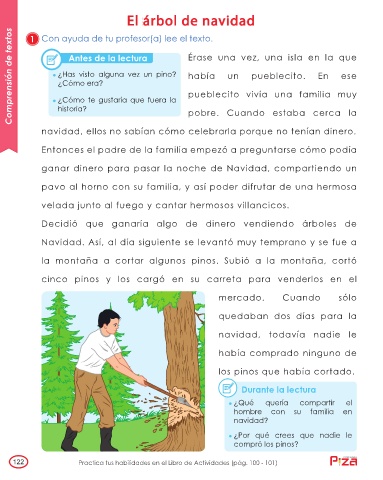 El árbol de navidad
1 Con ayuda de tu profesor(a) lee el texto.
Comprensión de textos
Antes de la lectura
¿Has visto alguna vez un pino?
¿Cómo era?
¿Cómo te gustaría que fuera la
historia?
Érase una vez, una isla en la que
había un pueblecito. En ese
pueblecito vivía una familia muy
pobre. Cuando estaba cerca la
navidad, ellos no sabían cómo celebrarla porque no tenían dinero.
Entonces el padre de la familia empezó a preguntarse cómo podía
ganar dinero para pasar la noche de Navidad, compartiendo un
pavo al horno con su familia, y así poder difrutar de una hermosa
velada junto al fuego y cantar hermosos villancicos.
Decidió que ganaría algo de dinero vendiendo árboles de
Navidad. Así, al día siguiente se levantó muy temprano y se fue a
la montaña a cortar algunos pinos. Subió a la montaña, cortó
cinco pinos y los cargó en su carreta para venderlos en el
mercado. Cuando sólo
quedaban dos días para la
navidad, todavía nadie le
había comprado ninguno de
los pinos que había cortado.
Durante la lectura
¿Qué quería compartir el
hombre con su familia en
navidad?
¿Por qué crees que nadie le
compró los pinos?
122
Practica tus habilidades en el Libro de Actividades (pág. 100 - 101)